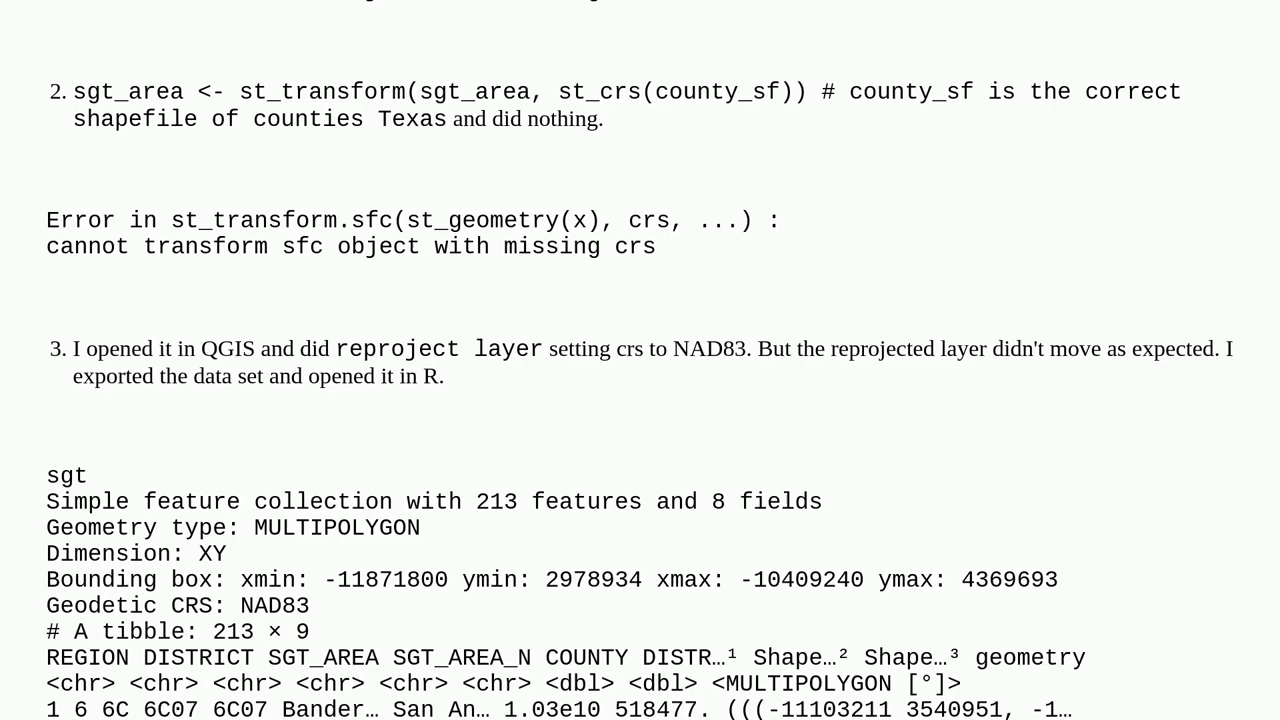 2. sgt_area <- st_transform(sgt_area, st_crs(county_sf)) # county_sf is the correct
shapefile of counties Texas and did nothing.
Error in st_transform.sfc(st_geometry(x), crs, ...) :
cannot transform sfc object with missing crs
3. I opened it in QGIS and did reproject layer setting crs to NAD83. But the reprojected layer didn't move as expected. I
exported the data set and opened it in R.
sgt
Simple feature collection with 213 features and 8 fields
Geometry type: MULTIPOLYGON
Dimension: XY
Bounding box: xmin: -11871800 ymin: 2978934 xmax: -10409240 ymax: 4369693
Geodetic CRS: NAD83
# A tibble: 213 × 9
REGION DISTRICT SGT_AREA SGT_AREA_N COUNTY DISTR…¹ Shape…² Shape…³ geometry
<chr> <chr> <chr> <chr> <chr> <chr> <dbl> <dbl> <MULTIPOLYGON [°]>
1 6 6C 6C07 6C07 Bander… San An… 1.03e10 518477. (((-11103211 3540951, -1…